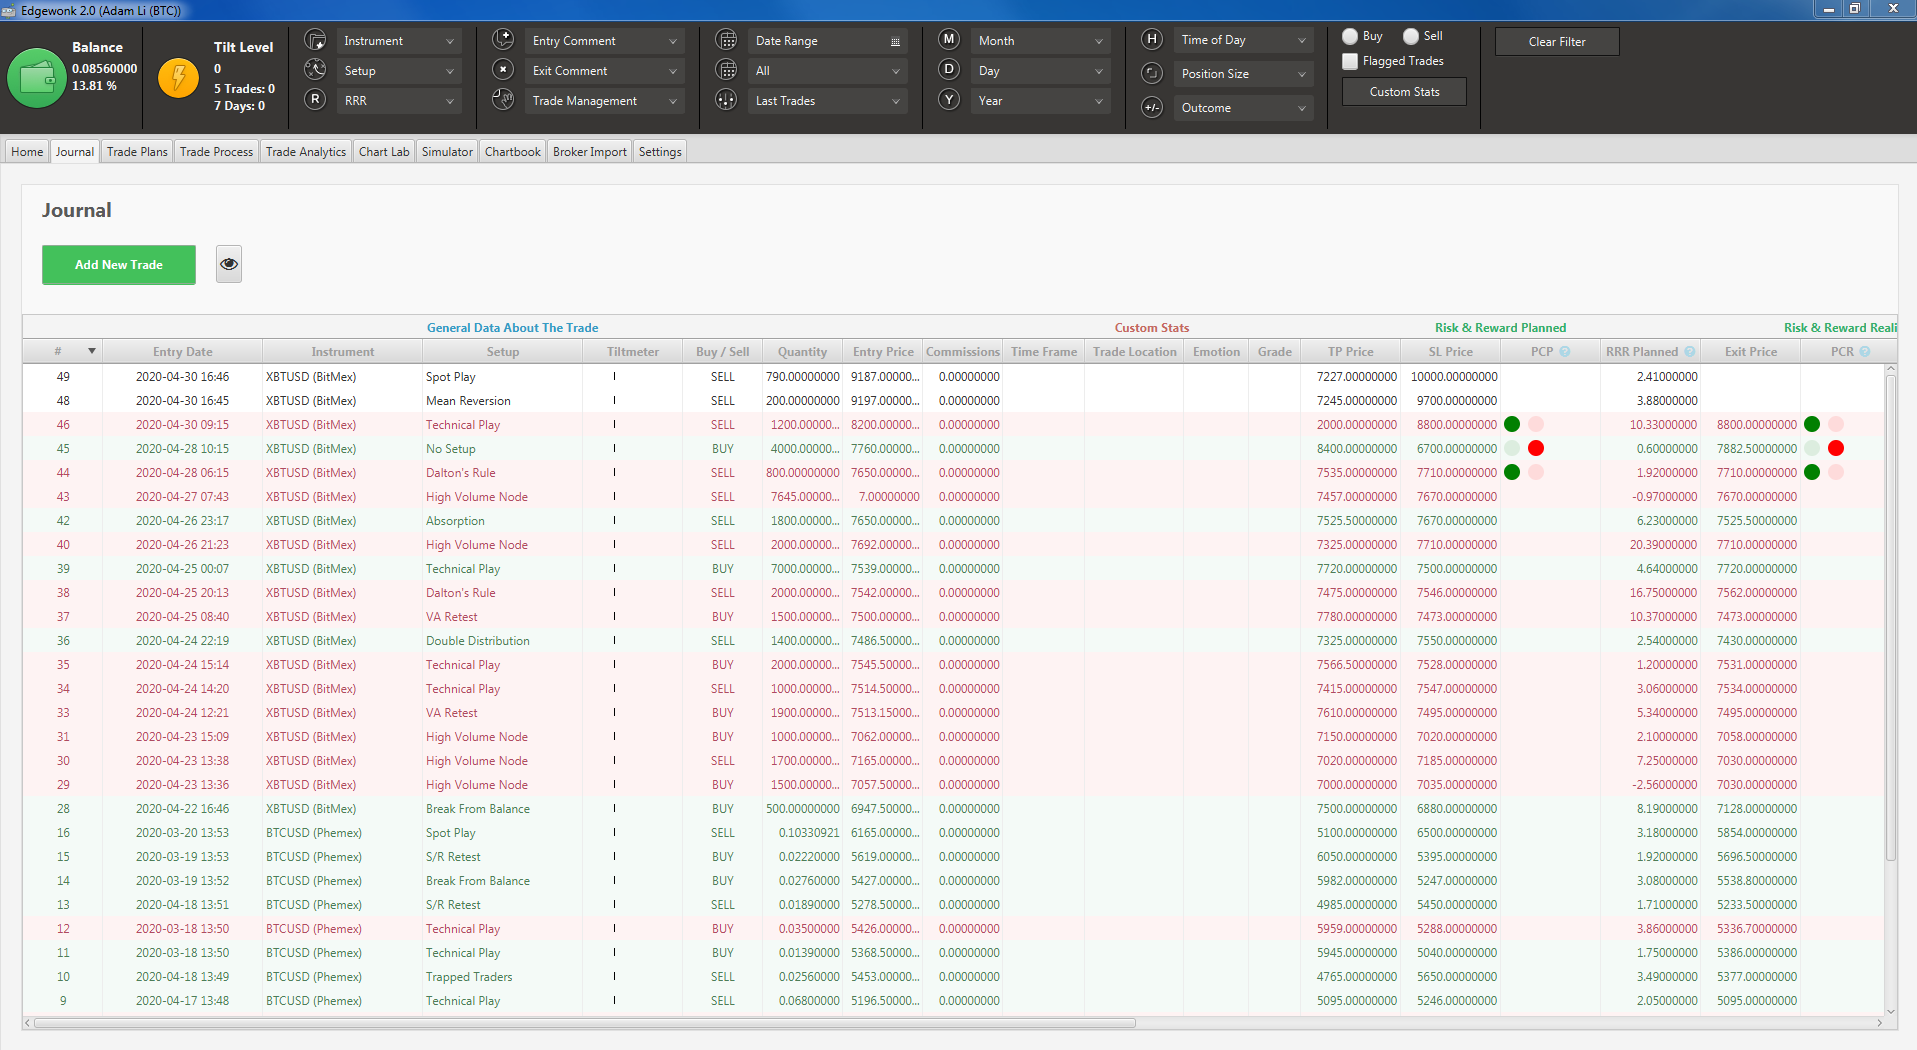 Edgewonk 2.0 (Adam Li (BTC))
Balance
0.08560000
13.81 %
Tilt Level
0
5 Trades: 0
7 Days: 0
Instrument
Setup
R RRR
Entry Comment
Exit Comment
Trade Management
Date Range
All
Last Trades
M Month
D Day
Y Year
H Time of Day
Position Size
+/- Outcome
Buy Sell
Flagged Trades
Custom Stats
Clear Filter
Home Journal Trade Plans Trade Process Trade Analytics Chart Lab Simulator Chartbook Broker Import Settings
Journal
Add New Trade
General Data About The Trade Custom Stats Risk & Reward Planned Risk & Reward Reali
# Entry Date Instrument Setup Tiltmeter Buy / Sell Quantity Entry Price Commissions Time Frame Trade Location Emotion Grade TP Price SL Price PCP ? RRR Planned ? Exit Price PCR ?
49 2020-04-30 16:46 XBTUSD (BitMex) Spot Play SELL 790.00000000 9187.00000... 0.00000000 7227.00000000 10000.00000000 2.41000000
48 2020-04-30 16:45 XBTUSD (BitMex) Mean Reversion SELL 200.00000000 9197.00000... 0.00000000 7245.00000000 9700.00000000 3.88000000
46 2020-04-30 09:15 XBTUSD (BitMex) Technical Play SELL 1200.00000... 8200.00000... 0.00000000 2000.00000000 8800.00000000 10.33000000 8800.00000000
45 2020-04-28 10:15 XBTUSD (BitMex) No Setup BUY 4000.00000... 7760.00000... 0.00000000 8400.00000000 6700.00000000 0.60000000 7882.50000000
44 2020-04-28 06:15 XBTUSD (BitMex) Dalton's Rule SELL 800.00000000 7650.00000... 0.00000000 7535.00000000 7710.00000000 1.92000000 7710.00000000
43 2020-04-27 07:43 XBTUSD (BitMex) High Volume Node SELL 7645.00000... 7.00000000 0.00000000 7457.00000000 7670.00000000 -0.97000000 7670.00000000
42 2020-04-26 23:17 XBTUSD (BitMex) Absorption SELL 1800.00000... 7650.00000... 0.00000000 7525.50000000 7670.00000000 6.23000000 7525.50000000
40 2020-04-26 21:23 XBTUSD (BitMex) High Volume Node SELL 2000.00000... 7692.00000... 0.00000000 7325.00000000 7710.00000000 20.39000000 7710.00000000
39 2020-04-25 00:07 XBTUSD (BitMex) Technical Play BUY 7000.00000... 7539.00000... 0.00000000 7720.00000000 7500.00000000 4.64000000 7720.00000000
38 2020-04-25 20:13 XBTUSD (BitMex) Dalton's Rule SELL 2000.00000... 7542.00000... 0.00000000 7475.00000000 7546.00000000 16.75000000 7562.00000000
37 2020-04-25 08:40 XBTUSD (BitMex) VA Retest BUY 1500.00000... 7500.00000... 0.00000000 7780.00000000 7473.00000000 10.37000000 7473.00000000
36 2020-04-24 22:19 XBTUSD (BitMex) Double Distribution SELL 1400.00000... 7486.50000... 0.00000000 7325.00000000 7550.00000000 2.54000000 7430.00000000
35 2020-04-24 15:14 XBTUSD (BitMex) Technical Play BUY 2000.00000... 7545.50000... 0.00000000 7566.50000000 7528.00000000 1.20000000 7531.00000000
34 2020-04-24 14:20 XBTUSD (BitMex) Technical Play SELL 1000.00000... 7514.50000... 0.00000000 7415.00000000 7547.00000000 3.06000000 7534.00000000
33 2020-04-24 12:21 XBTUSD (BitMex) VA Retest BUY 1900.00000... 7513.15000... 0.00000000 7610.00000000 7495.00000000 5.34000000 7495.00000000
31 2020-04-23 15:09 XBTUSD (BitMex) High Volume Node BUY 1000.00000... 7062.00000... 0.00000000 7150.00000000 7020.00000000 2.10000000 7058.00000000
30 2020-04-23 13:38 XBTUSD (BitMex) High Volume Node SELL 1700.00000... 7165.00000... 0.00000000 7020.00000000 7185.00000000 7.25000000 7030.00000000
29 2020-04-23 13:36 XBTUSD (BitMex) High Volume Node BUY 1500.00000... 7057.50000... 0.00000000 7000.00000000 7035.00000000 -2.56000000 7030.00000000
28 2020-04-22 16:46 XBTUSD (BitMex) Break From Balance BUY 500.00000000 6947.50000... 0.00000000 7500.00000000 6880.00000000 8.19000000 7128.00000000
16 2020-03-20 13:53 BTCUSD (Phemex) Spot Play SELL 0.10330921 6165.00000... 0.00000000 5100.00000000 6500.00000000 3.18000000 5854.00000000
15 2020-03-19 13:53 BTCUSD (Phemex) S/R Retest BUY 0.02220000 5619.00000... 0.00000000 6050.00000000 5395.00000000 1.92000000 5696.50000000
14 2020-03-19 13:52 BTCUSD (Phemex) Break From Balance BUY 0.02760000 5427.00000... 0.00000000 5982.00000000 5247.00000000 3.08000000 5538.80000000
13 2020-04-18 13:51 BTCUSD (Phemex) S/R Retest SELL 0.01890000 5278.50000... 0.00000000 4985.00000000 5450.00000000 1.71000000 5233.50000000
12 2020-03-18 13:50 BTCUSD (Phemex) Technical Play BUY 0.03500000 5426.00000... 0.00000000 5959.00000000 5288.00000000 3.86000000 5336.70000000
11 2020-03-18 13:50 BTCUSD (Phemex) Technical Play BUY 0.01390000 5368.50000... 0.00000000 5945.00000000 5040.00000000 1.75000000 5386.00000000
10 2020-04-18 13:49 BTCUSD (Phemex) Trapped Traders SELL 0.02560000 5453.00000... 0.00000000 4765.00000000 5650.00000000 3.49000000 5377.00000000
9 2020-04-17 13:48 BTCUSD (Phemex) Technical Play SELL 0.06800000 5196.50000... 0.00000000 5095.00000000 5246.00000000 2.05000000 5095.00000000